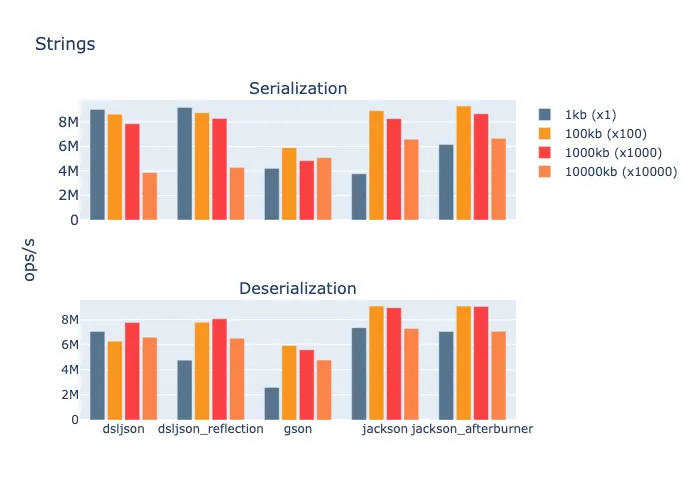 Strings
Serialization
8M
6M
4M
2M
0
1kb (x1)
100kb (x100)
1000kb (x1000)
10000kb (x10000)
ops/s
Deserialization
8M
6M
4M
2M
0
dsljson dsljson_reflection gson jackson jackson_afterburner